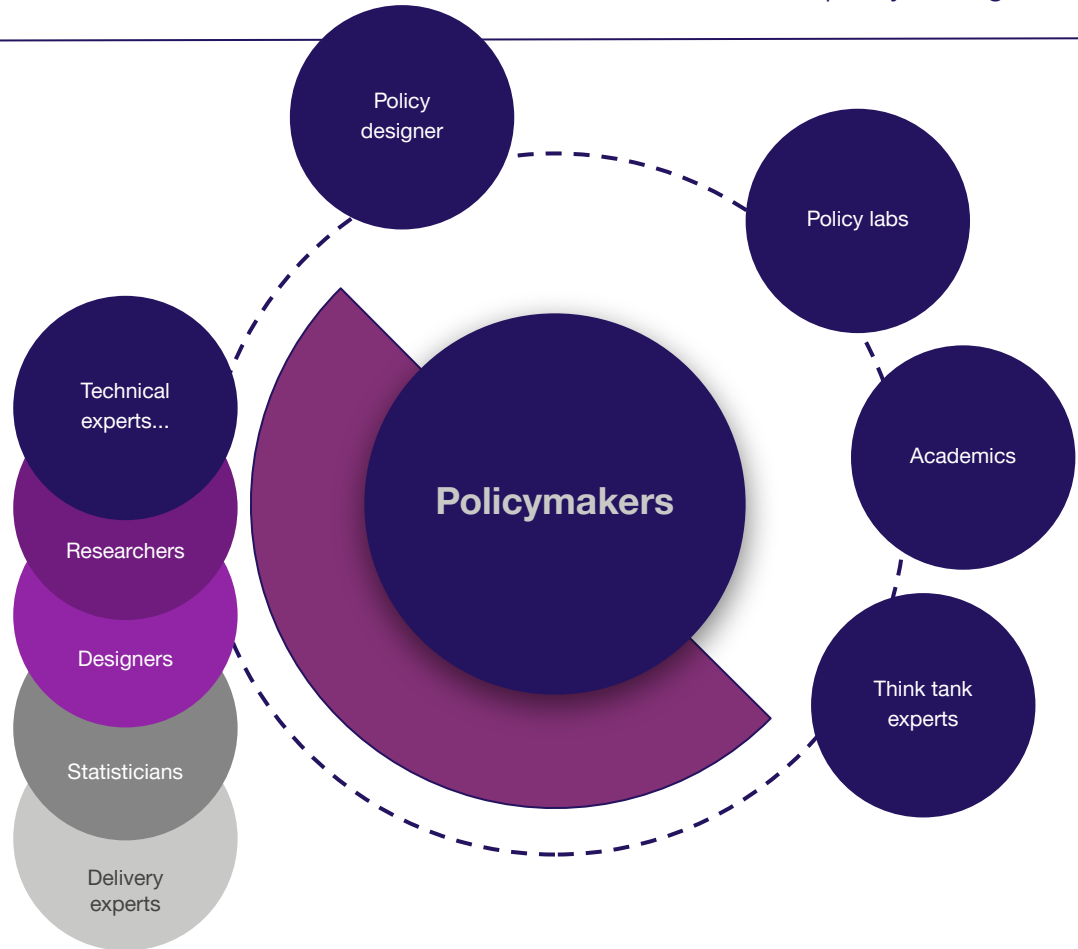 Policy
designer
Policy labs
Technical
experts...
Academics
Policymakers
Researchers
Designers
Think tank
experts
Statisticians
Delivery
experts